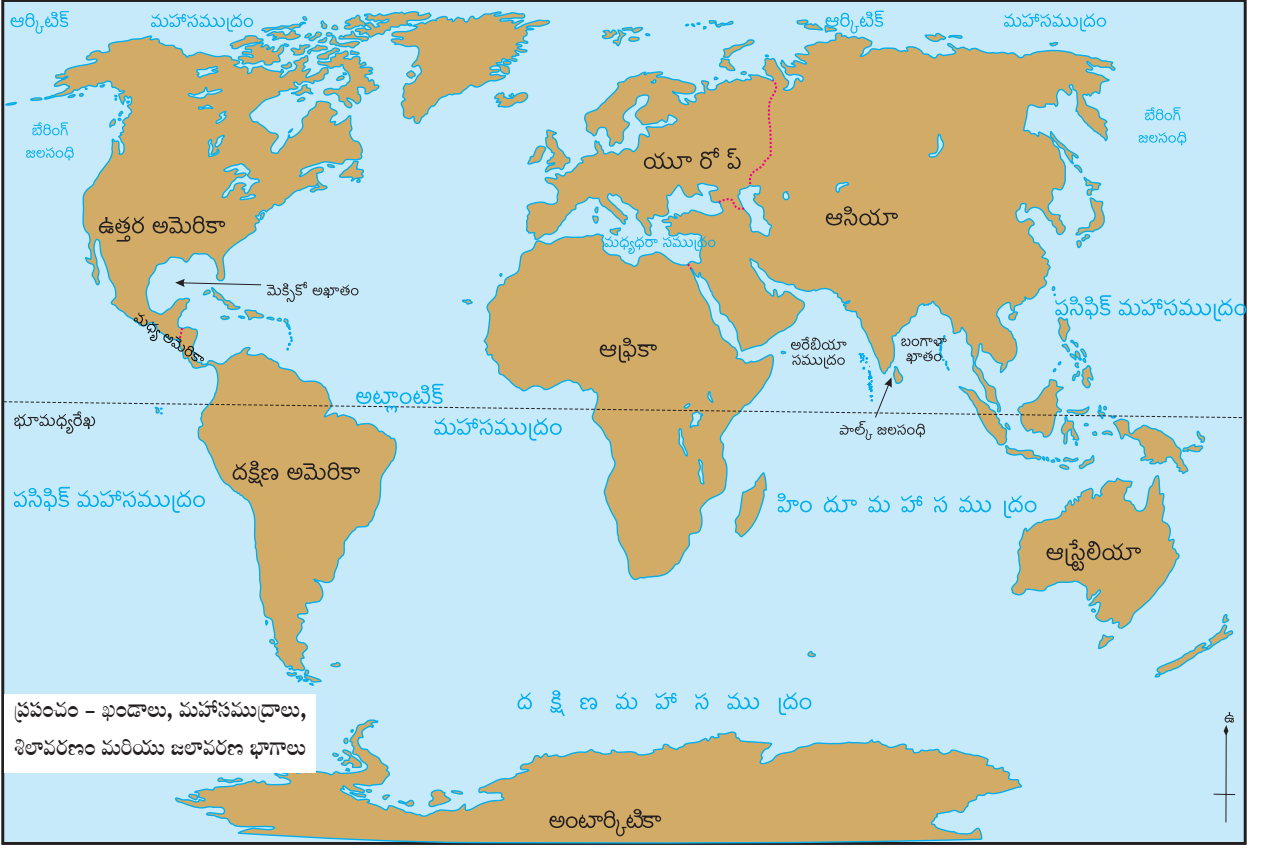 ఆర్కిటిక్ మహాసముద్రం ఆర్కిటిక్ మహాసముద్రం
బేరింగ్
జలసంధి
బేరింగ్
జలసంధి
యూ రో ప్
ఉత్తర అమెరికా
ఆసియా
మధ్యధరా సముద్రం
మెక్సికో అఖాతం
మధ్య అమెరికా
పసిఫిక్ మహాసముద్రం
ఆఫ్రికా
అరేబియా
సముద్రం
బంగాళా
ఖాతం
అట్లాంటిక్
మహాసముద్రం
భూమధ్యరేఖ
పాల్క్ జలసంధి
దక్షిణ అమెరికా
పసిఫిక్ మహాసముద్రం
హిం దూ మ హా స ము ద్రం
ఆస్ట్రేలియా
ద క్షి ణ మ హా స ము ద్రం
ప్రపంచం – ఖండాలు, మహాసముద్రాలు,
శిలావరణం మరియు జలావరణ భాగాలు
ఉ
అంటార్కిటికా